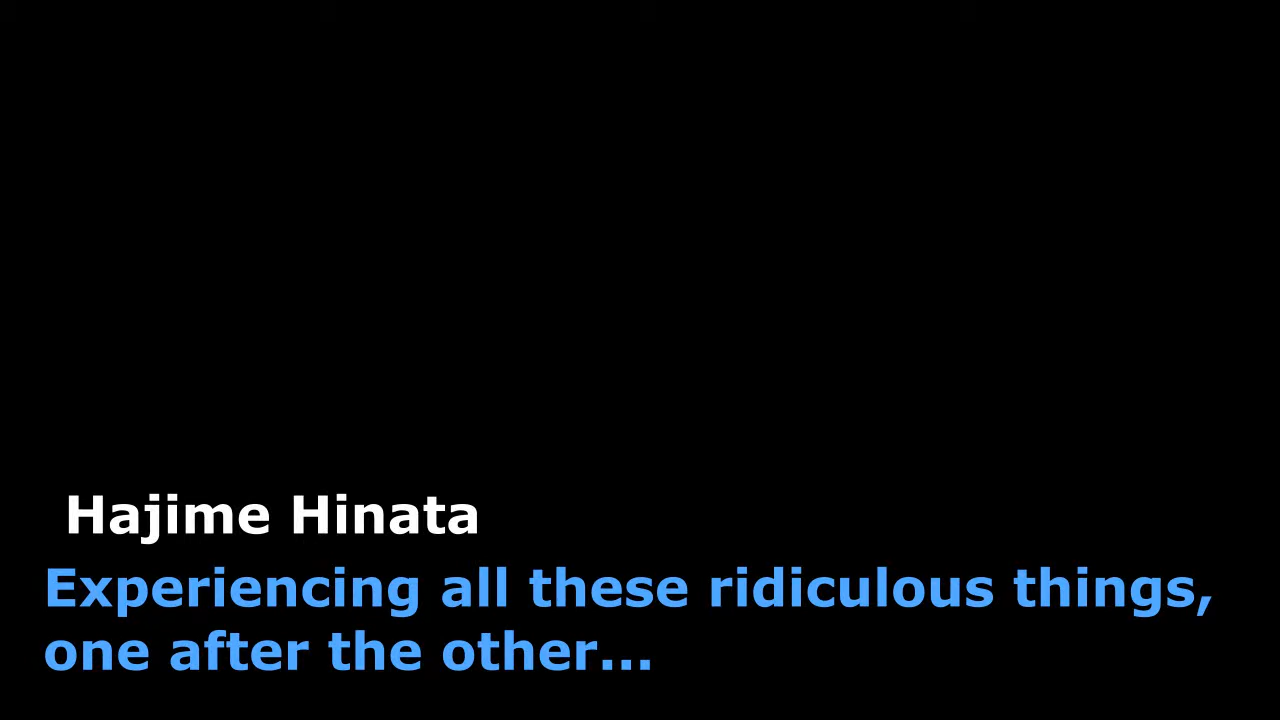 Hajime Hinata
Experiencing all these ridiculous things,
one after the other...